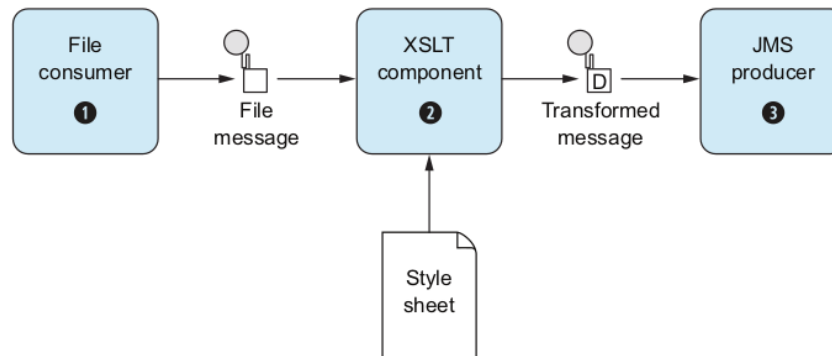 File
consumer
1
File
message
XSLT
component
2
D
Transformed
message
JMS
producer
3
Style
sheet